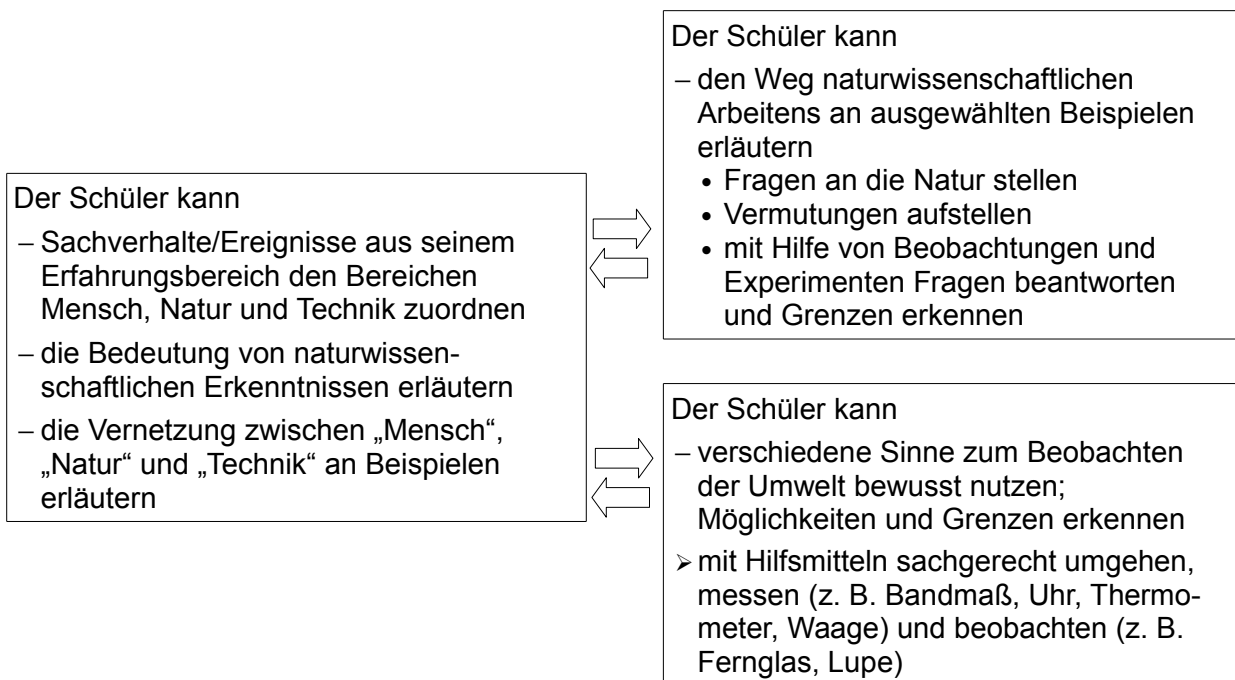 Der Schüler kann
– Sachverhalte/Ereignisse aus seinem
Erfahrungsbereich den Bereichen
Mensch, Natur und Technik zuordnen
– die Bedeutung von naturwissen-
schaftlichen Erkenntnissen erläutern
– die Vernetzung zwischen „Mensch“,
„Natur“ und „Technik“ an Beispielen
erläutern
Der Schüler kann
– den Weg naturwissenschaftlichen
Arbeitens an ausgewählten Beispielen
erläutern
• Fragen an die Natur stellen
• Vermutungen aufstellen
• mit Hilfe von Beobachtungen und
Experimenten Fragen beantworten
und Grenzen erkennen
Der Schüler kann
– verschiedene Sinne zum Beobachten
der Umwelt bewusst nutzen;
Möglichkeiten und Grenzen erkennen
➢ mit Hilfsmitteln sachgerecht umgehen,
messen (z. B. Bandmaß, Uhr, Thermo-
meter, Waage) und beobachten (z. B.
Fernglas, Lupe)